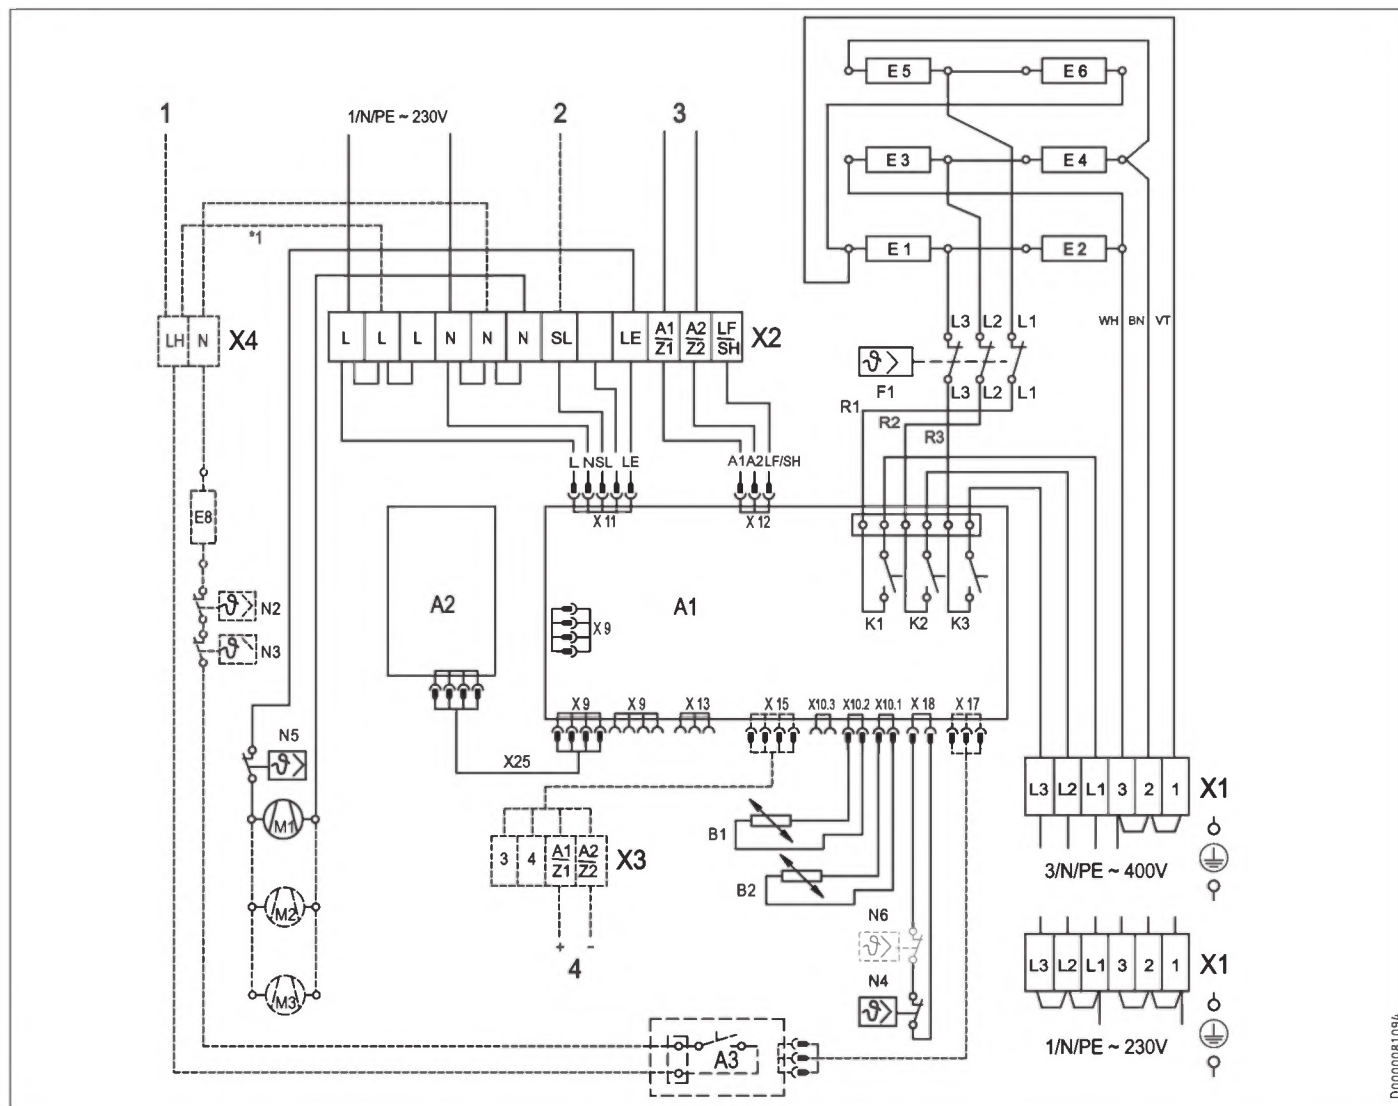 E 5 E 6
1 1/N/PE ~ 230V 2 3
E 3 E 4
*1
E 1 E 2
WH BN VT
LH N X4
L L L N N N SL LE A1 A2 LF X2
Z1 Z2 SH
L3 L2 L1
F1 L3 L2 L1
R1
R2
R3
L N SL LE A1 A2 LF/SH
X 11 X 12
E8
A2 A1
X 9
K1 K2 K3
N2
N3
X 9 X 9 X 13 X 15 X10.3 X10.2 X10.1 X 18 X 17
N5
X25
L3 L2 L1 3 2 1 X1
M1
B1
3 4 A1 A2 X3
Z1 Z2
3/N/PE ~ 400V
B2
M2
N6
+ -
4
L3 L2 L1 3 2 1 X1
N4
M3
1/N/PE ~ 230V
A3
D0000081094